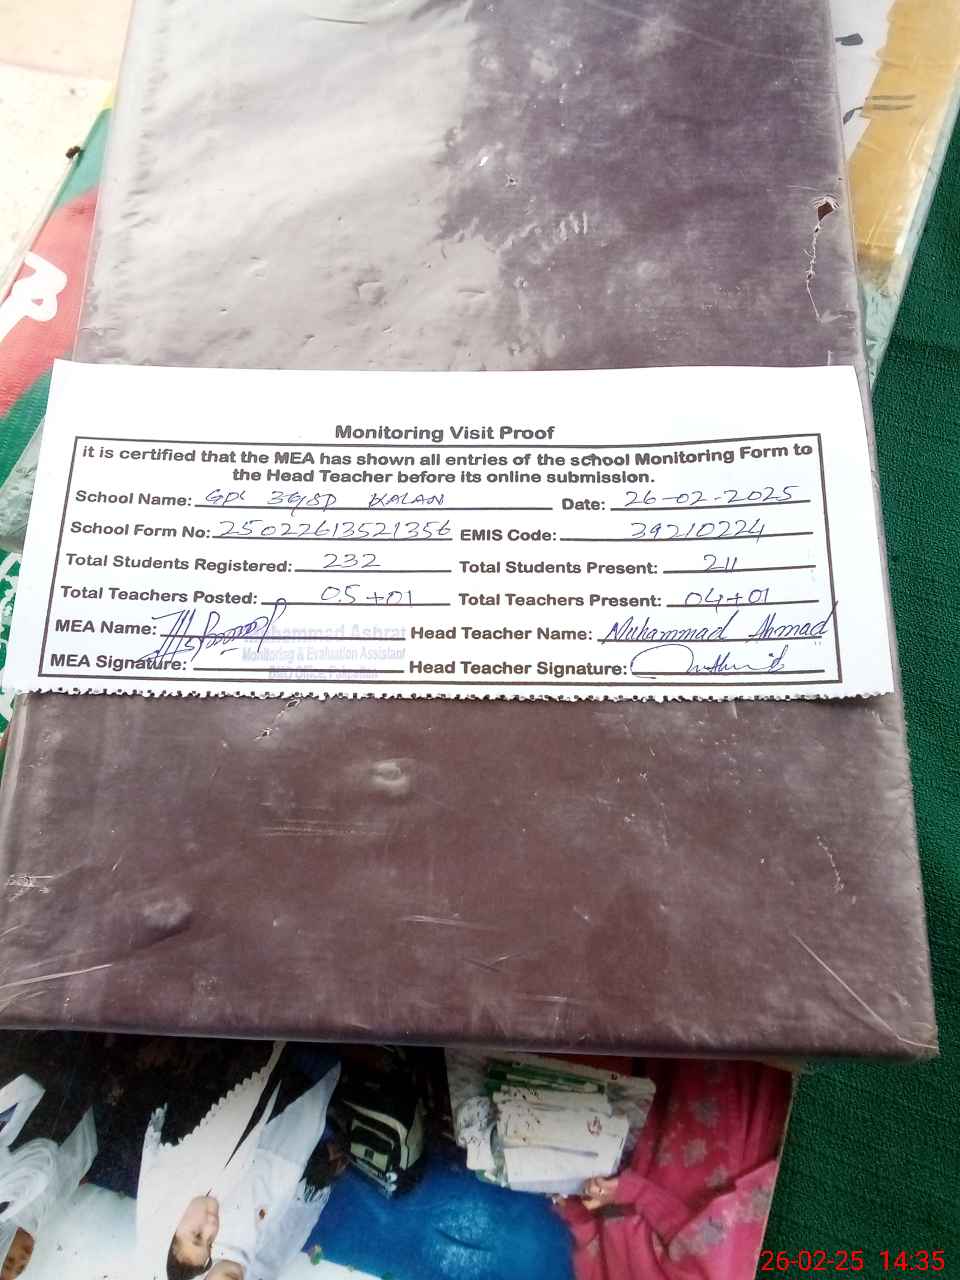 Monitoring Visit Proof
it is certified that the MEA has shown all entries of the school Monitoring Form to
the Head Teacher before its online submission.
School Name: GPS 39/SP KALAN Date: 26-02-2025
School Form No: 25022613521356 EMIS Code: 39210224
Total Students Registered: 232 Total Students Present: 211
Total Teachers Posted: 05+01 Total Teachers Present: 04+01
MEA Name: Muhammad Ashraf Head Teacher Name: Muhammad Ahmad
Monitoring & Evaluation Assistant
MEA Signature: Head Teacher Signature:
26-02-25 14:35